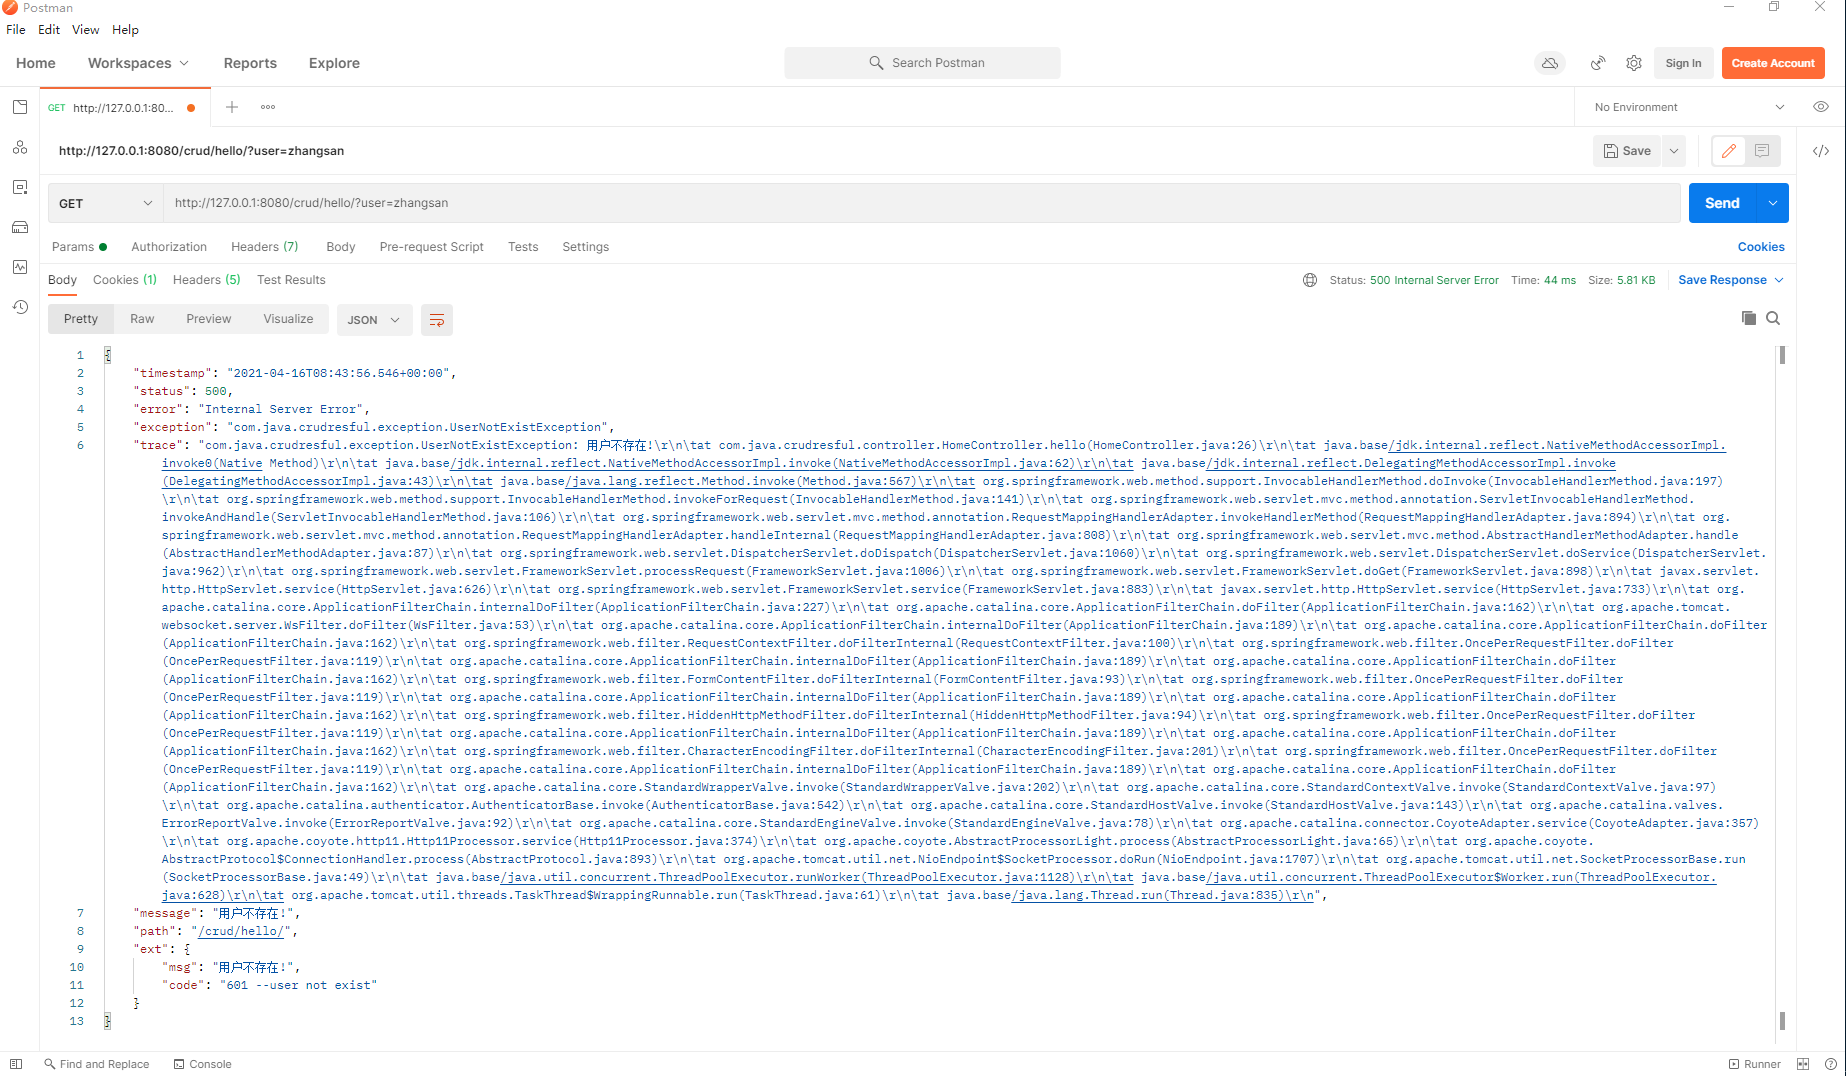 Postman
File Edit View Help
Home Workspaces Reports Explore Search Postman Sign In Create Account
GET http://127.0.0.1:80... No Environment
http://127.0.0.1:8080/crud/hello/?user=zhangsan Save
GET http://127.0.0.1:8080/crud/hello/?user=zhangsan Send
Params Authorization Headers (7) Body Pre-request Script Tests Settings Cookies
Body Cookies (1) Headers (5) Test Results Status: 500 Internal Server Error Time: 44 ms Size: 5.81 KB Save Response
Pretty Raw Preview Visualize JSON
1 {
2 "timestamp": "2021-04-16T08:43:56.546+00:00",
3 "status": 500,
4 "error": "Internal Server Error",
5 "exception": "com.java.crudresful.exception.UserNotExistException",
6 "trace": "com.java.crudresful.exception.UserNotExistException: 用户不存在!\r\n\tat com.java.crudresful.controller.HomeController.hello(HomeController.java:26)\r\n\tat java.base/jdk.internal.reflect.NativeMethodAccessorImpl.
invoke0(Native Method)\r\n\tat java.base/jdk.internal.reflect.NativeMethodAccessorImpl.invoke(NativeMethodAccessorImpl.java:62)\r\n\tat java.base/jdk.internal.reflect.DelegatingMethodAccessorImpl.invoke
(DelegatingMethodAccessorImpl.java:43)\r\n\tat java.base/java.lang.reflect.Method.invoke(Method.java:567)\r\n\tat org.springframework.web.method.support.InvocableHandlerMethod.doInvoke(InvocableHandlerMethod.java:197)
\r\n\tat org.springframework.web.method.support.InvocableHandlerMethod.invokeForRequest(InvocableHandlerMethod.java:141)\r\n\tat org.springframework.web.servlet.mvc.method.annotation.ServletInvocableHandlerMethod.
invokeAndHandle(ServletInvocableHandlerMethod.java:106)\r\n\tat org.springframework.web.servlet.mvc.method.annotation.RequestMappingHandlerAdapter.invokeHandlerMethod(RequestMappingHandlerAdapter.java:894)\r\n\tat org.
springframework.web.servlet.mvc.method.annotation.RequestMappingHandlerAdapter.handleInternal(RequestMappingHandlerAdapter.java:808)\r\n\tat org.springframework.web.servlet.mvc.method.AbstractHandlerMethodAdapter.handle
(AbstractHandlerMethodAdapter.java:87)\r\n\tat org.springframework.web.servlet.DispatcherServlet.doDispatch(DispatcherServlet.java:1060)\r\n\tat org.springframework.web.servlet.DispatcherServlet.doService(DispatcherServlet.
java:962)\r\n\tat org.springframework.web.servlet.FrameworkServlet.processRequest(FrameworkServlet.java:1006)\r\n\tat org.springframework.web.servlet.FrameworkServlet.doGet(FrameworkServlet.java:898)\r\n\tat javax.servlet.
http.HttpServlet.service(HttpServlet.java:626)\r\n\tat org.springframework.web.servlet.FrameworkServlet.service(FrameworkServlet.java:883)\r\n\tat javax.servlet.http.HttpServlet.service(HttpServlet.java:733)\r\n\tat org.
apache.catalina.core.ApplicationFilterChain.internalDoFilter(ApplicationFilterChain.java:227)\r\n\tat org.apache.catalina.core.ApplicationFilterChain.doFilter(ApplicationFilterChain.java:162)\r\n\tat org.apache.tomcat.
websocket.server.WsFilter.doFilter(WsFilter.java:53)\r\n\tat org.apache.catalina.core.ApplicationFilterChain.internalDoFilter(ApplicationFilterChain.java:189)\r\n\tat org.apache.catalina.core.ApplicationFilterChain.doFilter
(ApplicationFilterChain.java:162)\r\n\tat org.springframework.web.filter.RequestContextFilter.doFilterInternal(RequestContextFilter.java:100)\r\n\tat org.springframework.web.filter.OncePerRequestFilter.doFilter
(OncePerRequestFilter.java:119)\r\n\tat org.apache.catalina.core.ApplicationFilterChain.internalDoFilter(ApplicationFilterChain.java:189)\r\n\tat org.apache.catalina.core.ApplicationFilterChain.doFilter
(ApplicationFilterChain.java:162)\r\n\tat org.springframework.web.filter.FormContentFilter.doFilterInternal(FormContentFilter.java:93)\r\n\tat org.springframework.web.filter.OncePerRequestFilter.doFilter
(OncePerRequestFilter.java:119)\r\n\tat org.apache.catalina.core.ApplicationFilterChain.internalDoFilter(ApplicationFilterChain.java:189)\r\n\tat org.apache.catalina.core.ApplicationFilterChain.doFilter
(ApplicationFilterChain.java:162)\r\n\tat org.springframework.web.filter.HiddenHttpMethodFilter.doFilterInternal(HiddenHttpMethodFilter.java:94)\r\n\tat org.springframework.web.filter.OncePerRequestFilter.doFilter
(OncePerRequestFilter.java:119)\r\n\tat org.apache.catalina.core.ApplicationFilterChain.internalDoFilter(ApplicationFilterChain.java:189)\r\n\tat org.apache.catalina.core.ApplicationFilterChain.doFilter
(ApplicationFilterChain.java:162)\r\n\tat org.springframework.web.filter.CharacterEncodingFilter.doFilterInternal(CharacterEncodingFilter.java:201)\r\n\tat org.springframework.web.filter.OncePerRequestFilter.doFilter
(OncePerRequestFilter.java:119)\r\n\tat org.apache.catalina.core.ApplicationFilterChain.internalDoFilter(ApplicationFilterChain.java:189)\r\n\tat org.apache.catalina.core.ApplicationFilterChain.doFilter
(ApplicationFilterChain.java:162)\r\n\tat org.apache.catalina.core.StandardWrapperValve.invoke(StandardWrapperValve.java:202)\r\n\tat org.apache.catalina.core.StandardContextValve.invoke(StandardContextValve.java:97)
\r\n\tat org.apache.catalina.authenticator.AuthenticatorBase.invoke(AuthenticatorBase.java:542)\r\n\tat org.apache.catalina.core.StandardHostValve.invoke(StandardHostValve.java:143)\r\n\tat org.apache.catalina.valves.
ErrorReportValve.invoke(ErrorReportValve.java:92)\r\n\tat org.apache.catalina.core.StandardEngineValve.invoke(StandardEngineValve.java:78)\r\n\tat org.apache.catalina.connector.CoyoteAdapter.service(CoyoteAdapter.java:357)
\r\n\tat org.apache.coyote.http11.Http11Processor.service(Http11Processor.java:374)\r\n\tat org.apache.coyote.AbstractProcessorLight.process(AbstractProcessorLight.java:65)\r\n\tat org.apache.coyote.
AbstractProtocol$ConnectionHandler.process(AbstractProtocol.java:893)\r\n\tat org.apache.tomcat.util.net.NioEndpoint$SocketProcessor.doRun(NioEndpoint.java:1707)\r\n\tat org.apache.tomcat.util.net.SocketProcessorBase.run
(SocketProcessorBase.java:49)\r\n\tat java.base/java.util.concurrent.ThreadPoolExecutor.runWorker(ThreadPoolExecutor.java:1128)\r\n\tat java.base/java.util.concurrent.ThreadPoolExecutor$Worker.run(ThreadPoolExecutor.
java:628)\r\n\tat org.apache.tomcat.util.threads.TaskThread$WrappingRunnable.run(TaskThread.java:61)\r\n\tat java.base/java.lang.Thread.run(Thread.java:835)\r\n",
7 "message": "用户不存在!",
8 "path": "/crud/hello/",
9 "ext": {
10 "msg": "用户不存在!",
11 "code": "601 --user not exist"
12 }
13 }
Find and Replace Console Runner